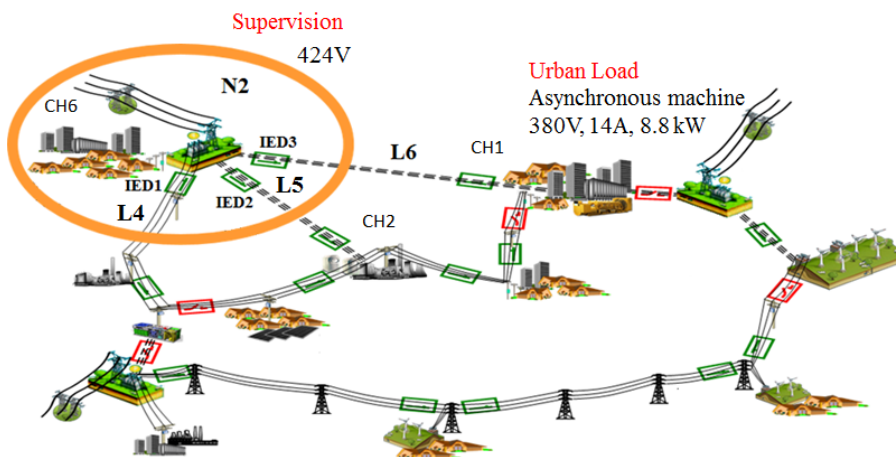 Supervision
424V
Urban Load
Asynchronous machine
380V, 14A, 8.8 kW
N2
CH6
IED3
L6
CH1
IED1
L5
IED2
L4
CH2